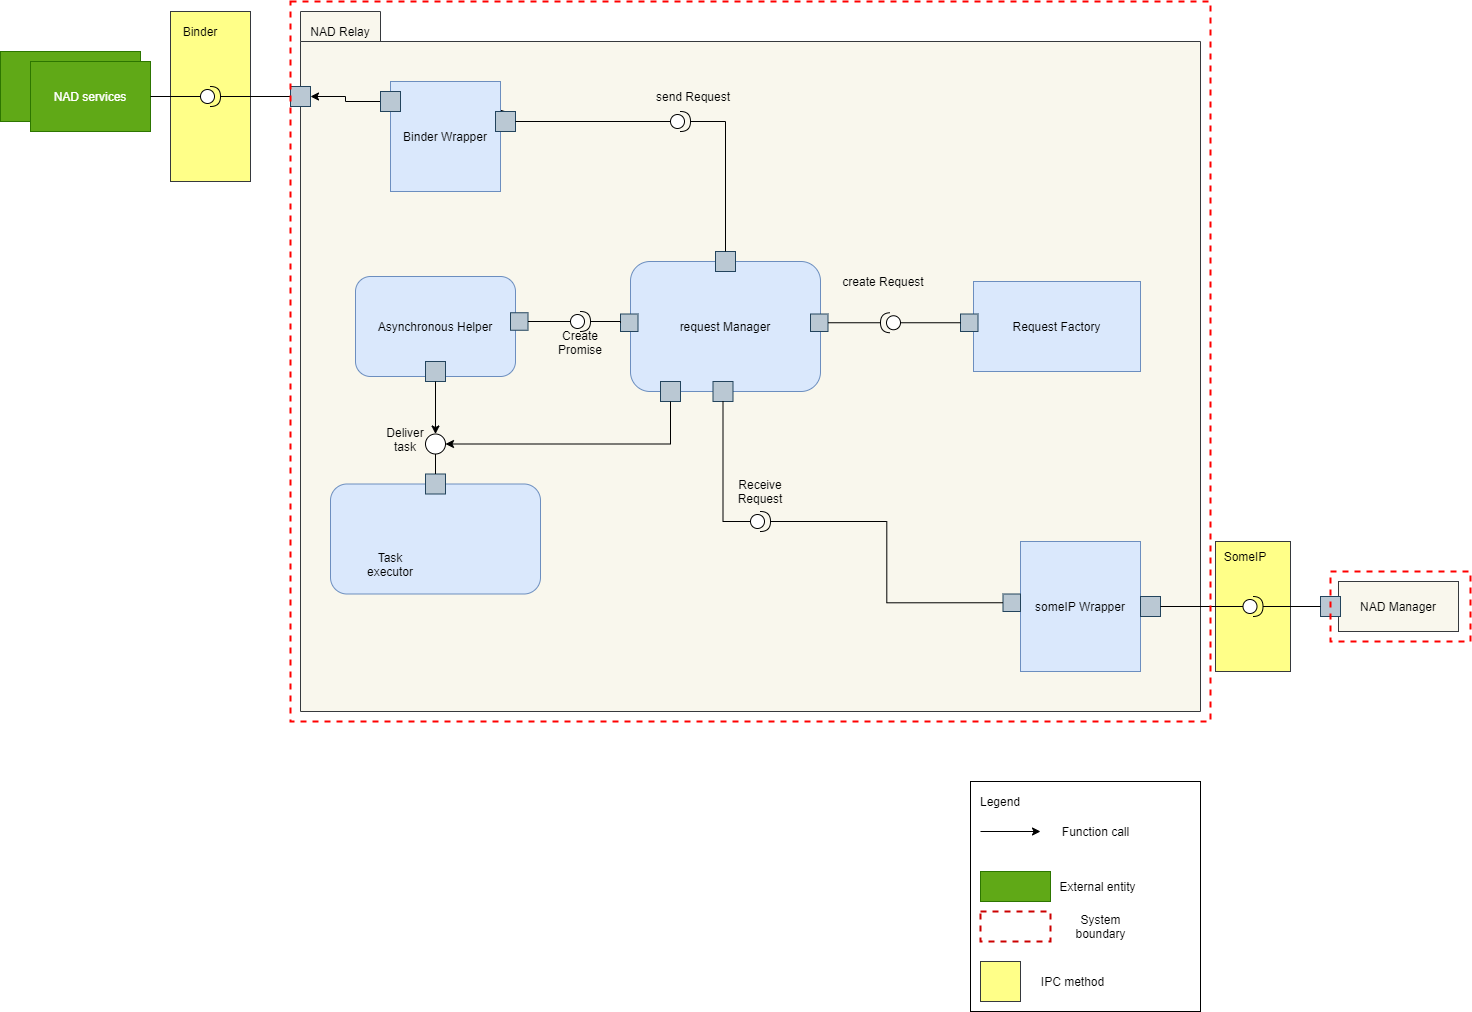 Binder
NAD Relay
NAD services
Binder Wrapper
send Request
create Request
Asynchronous Helper
Create
Promise
request Manager
Request Factory
Deliver
task
Receive
Request
Task
executor
someIP Wrapper
SomeIP
NAD Manager
Legend
Function call
External entity
System
boundary
IPC method